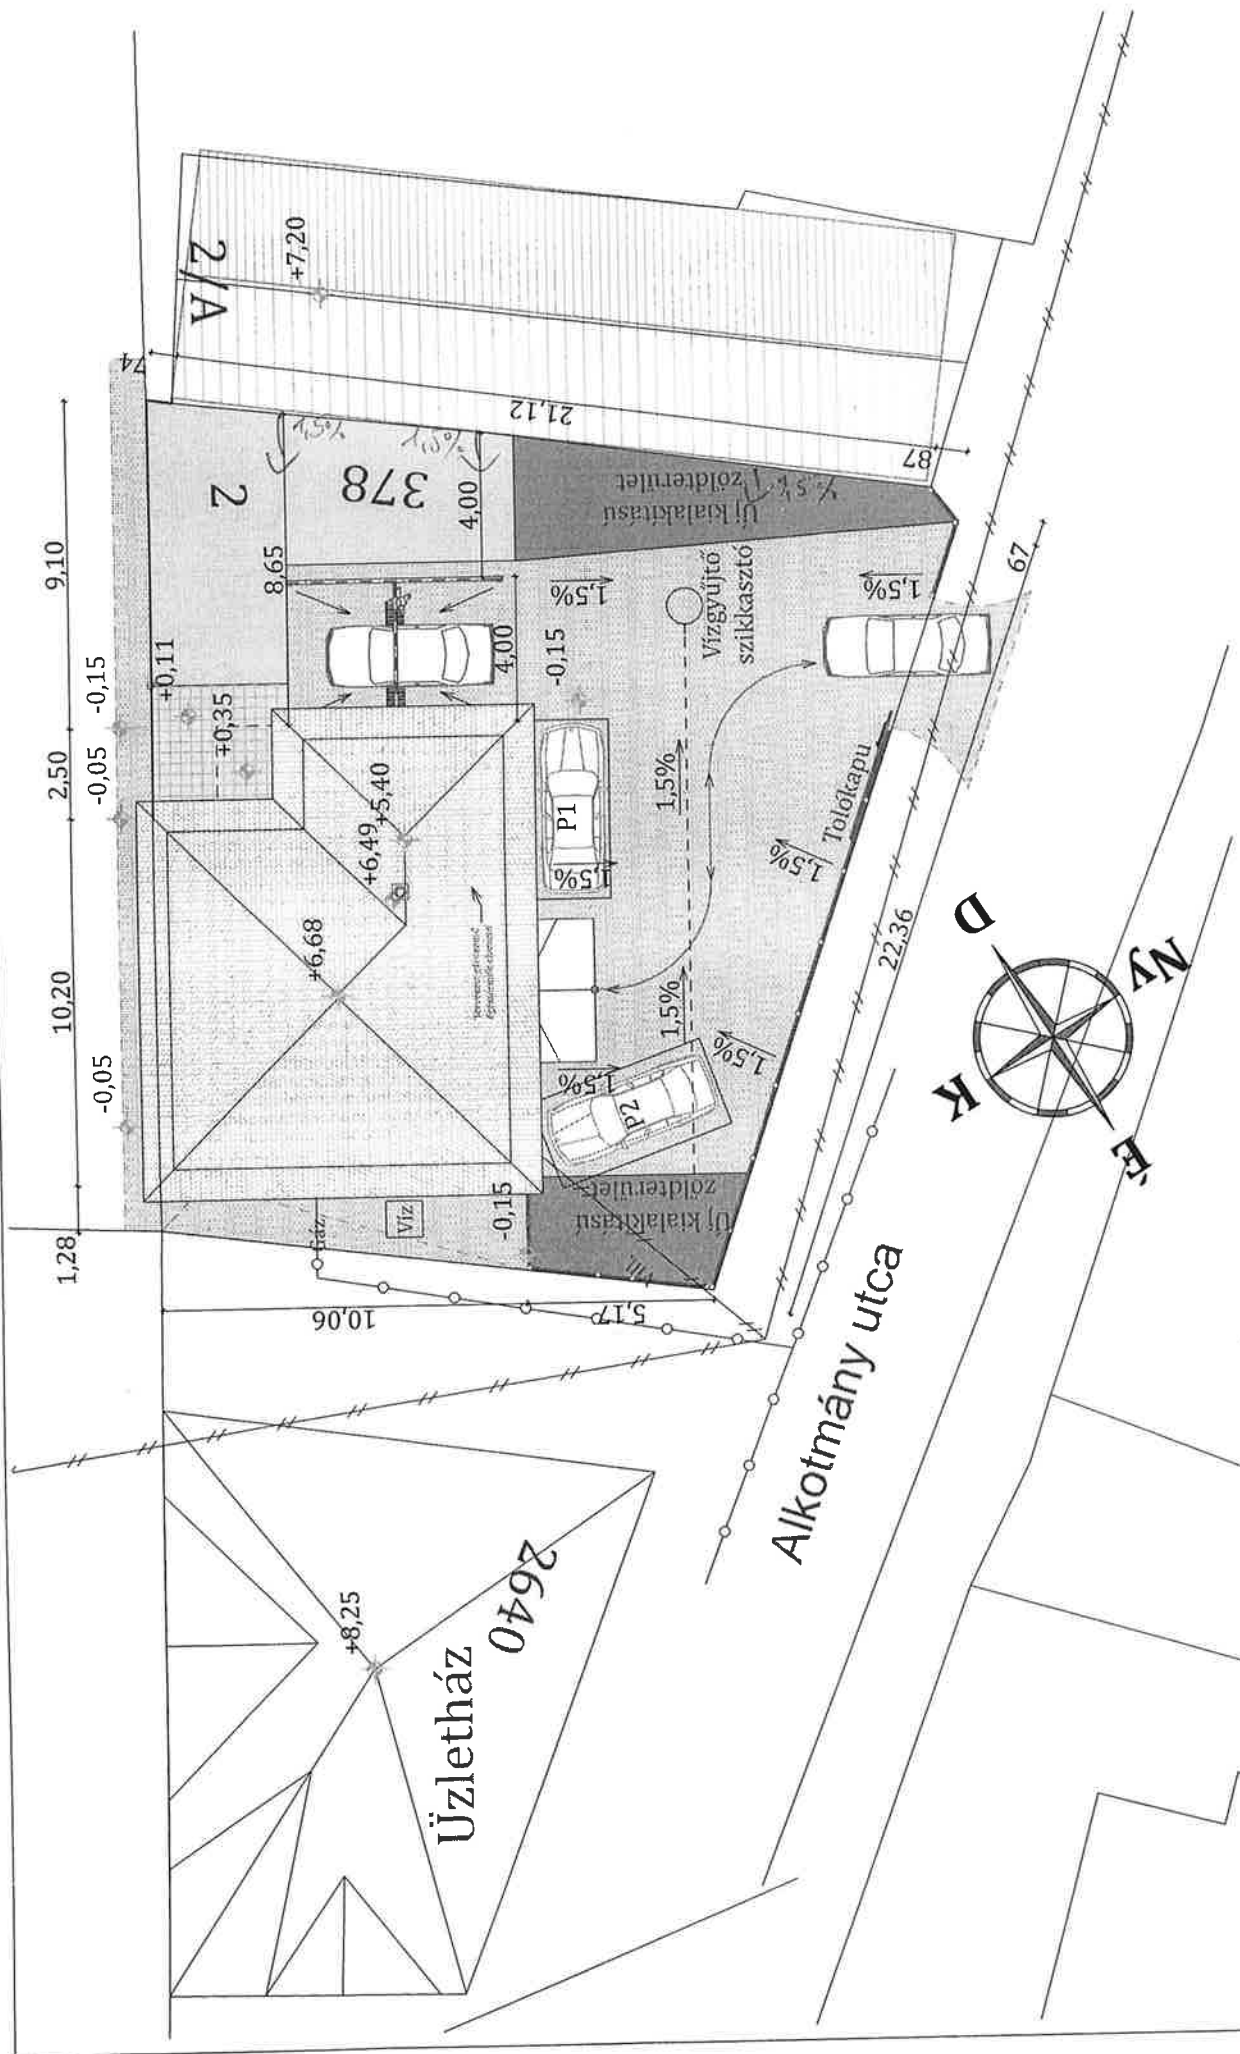 1,28
10,20
2,50
9,10
-0,05
-0,05
-0,15
+0,11
+0,35
74
2/A
+7,20
2
8,65
378
4,00
4,00
21,12
87
67
+6,68
+6,49
+5,40
Új kialakítású
zöldterület
1,5%
1,5%
-0,15
Vízgyűjtő
szikkasztó
P1
1,5%
1,5%
1,5%
Tolókapu
1,5%
1,5%
1,5%
P2
1,5%
Gáz
Víz
-0,15
Új kialakítású
zöldterület
10,06
5,17
22,36
D
Ny
K
É
Alkotmány utca
+8,25
Üzletház
2640